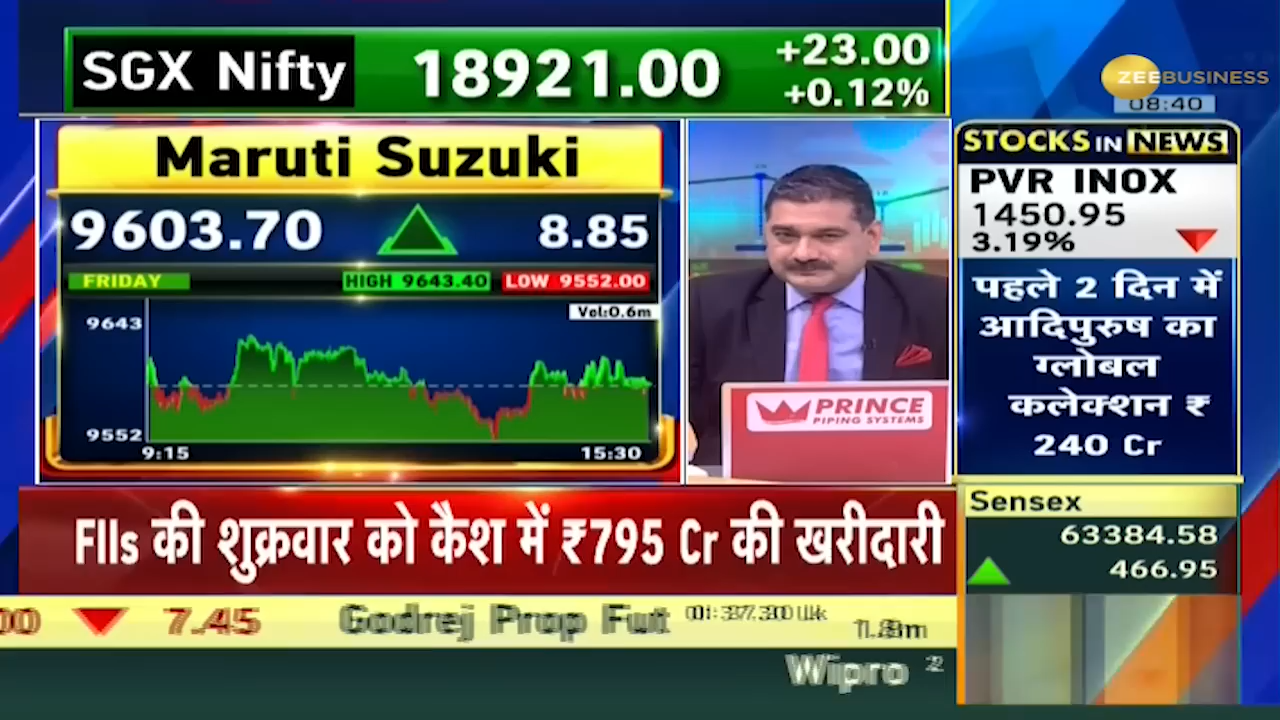 SGX Nifty
18921.00
+23.00
+0.12%
ZEEBUSINESS
08:40
Maruti Suzuki
9603.70
8.85
FRIDAY
HIGH 9643.40
LOW 9552.00
Vol:0.6m
9643
9552
9:15
15:30
PRINCE
PIPING SYSTEMS
STOCKS IN NEWS
PVR INOX
1450.95
3.19%
पहले 2 दिन में
आदिपुरुष का
ग्लोबल
कलेक्शन ₹
240 Cr
FIIs की शुक्रवार को कैश में ₹795 Cr की खरीदारी
Sensex
63384.58
466.95
00
7.45
Godrej Prop Fut
Wipro